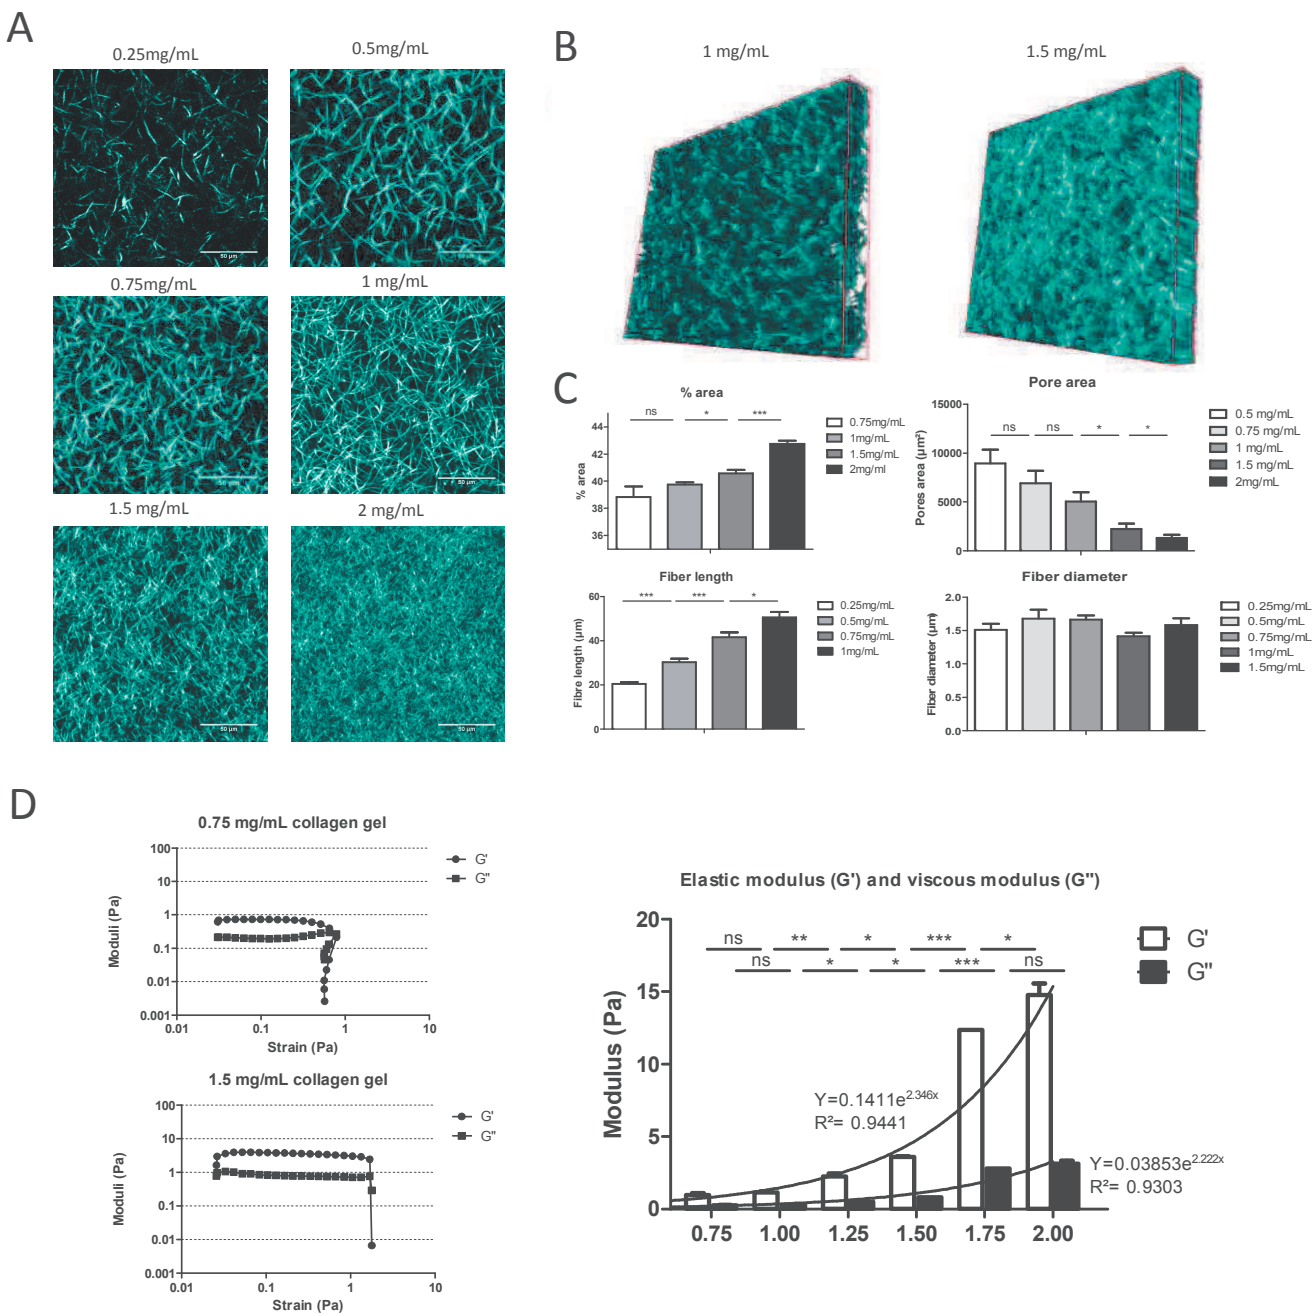 A
0.25mg/mL
0.5mg/mL
50 µm
50 µm
0.75mg/mL
1 mg/mL
50 µm
50 µm
1.5 mg/mL
2 mg/mL
50 µm
50 µm
B
1 mg/mL
1.5 mg/mL
C
% area
ns
*
***
44
42
40
38
36
% area
0.75mg/mL
1mg/mL
1.5mg/mL
2mg/ml
Pore area
15000
10000
5000
0
Pores area (µm²)
ns
ns
*
*
0.5 mg/mL
0.75 mg/mL
1 mg/mL
1.5 mg/mL
2mg/mL
Fiber length
***
***
*
60
40
20
0
Fibre length (µm)
0.25mg/mL
0.5mg/mL
0.75mg/mL
1mg/mL
Fiber diameter
2.0
1.5
1.0
0.5
0.0
Fiber diameter (µm)
0.25mg/mL
0.5mg/mL
0.75mg/mL
1mg/mL
1.5mg/mL
D
0.75 mg/mL collagen gel
100
10
1
0.1
0.01
0.001
Moduli (Pa)
0.01 0.1 1 10
Strain (Pa)
G'
G"
1.5 mg/mL collagen gel
100
10
1
0.1
0.01
0.001
Moduli (Pa)
0.01 0.1 1 10
Strain (Pa)
G'
G"
Elastic modulus (G') and viscous modulus (G")
20
15
10
5
0
Modulus (Pa)
ns ** * *** *
ns * * *** ns
G'
G"
Y=0.1411e^2.346x
R²= 0.9441
Y=0.03853e^2.222x
R²= 0.9303
0.75 1.00 1.25 1.50 1.75 2.00